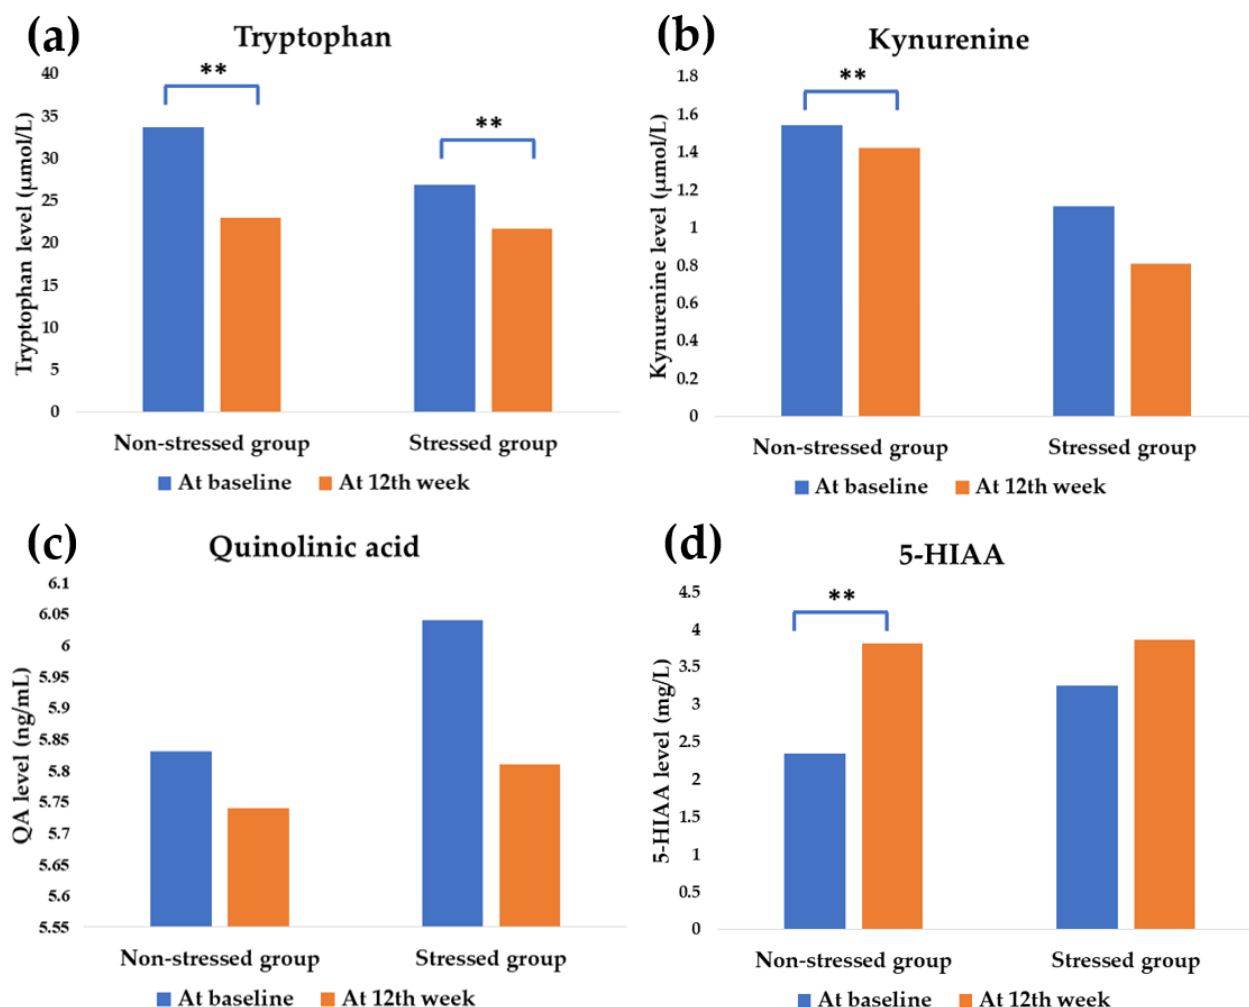 (a)
Tryptophan
Tryptophan level (µmol/L)
40
35
30
25
20
15
10
5
0
**
**
Non-stressed group
Stressed group
At baseline
At 12th week
(b)
Kynurenine
Kynurenine level (µmol/L)
1.8
1.6
1.4
1.2
1
0.8
0.6
0.4
0.2
0
**
Non-stressed group
Stressed group
At baseline
At 12th week
(c)
Quinolinic acid
QA level (ng/mL)
6.1
6.05
6
5.95
5.9
5.85
5.8
5.75
5.7
5.65
5.6
5.55
Non-stressed group
Stressed group
At baseline
At 12th week
(d)
5-HIAA
5-HIAA level (mg/L)
4.5
4
3.5
3
2.5
2
1.5
1
0.5
0
**
Non-stressed group
Stressed group
At baseline
At 12th week